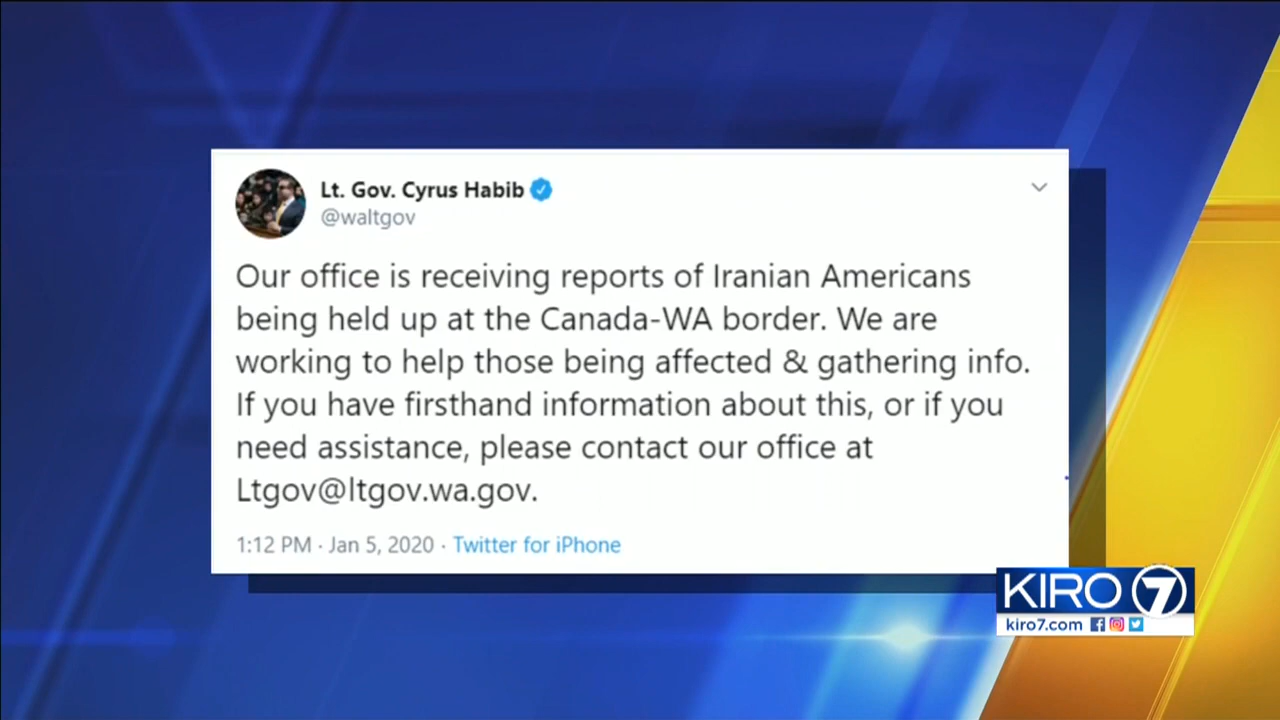 Lt. Gov. Cyrus Habib
@waltgov
Our office is receiving reports of Iranian Americans
being held up at the Canada-WA border. We are
working to help those being affected & gathering info.
If you have firsthand information about this, or if you
need assistance, please contact our office at
Ltgov@ltgov.wa.gov.
1:12 PM · Jan 5, 2020 · Twitter for iPhone
KIRO 7
kiro7.com